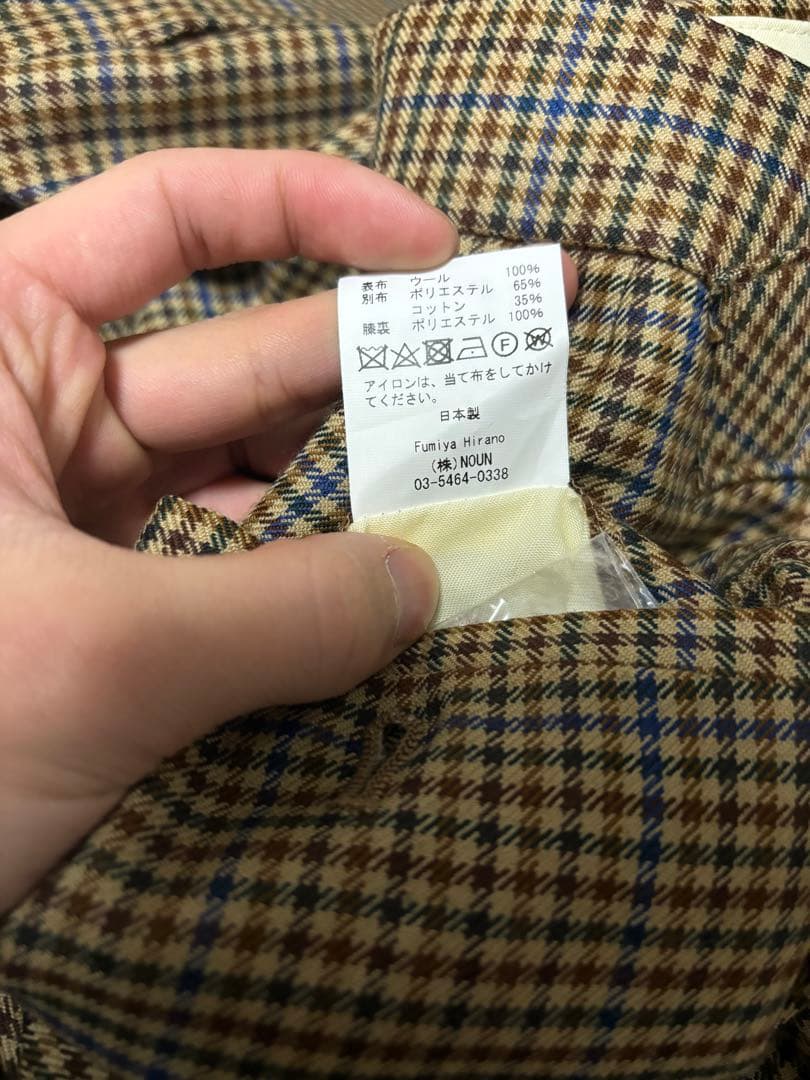 表布 ウール 100%
別布 ポリエステル 65%
コットン 35%
膝裏 ポリエステル 100%
F W
アイロンは、当て布をしてかけ
てください。
日本製
Fumiya Hirano
(株)NOUN
03-5464-0338